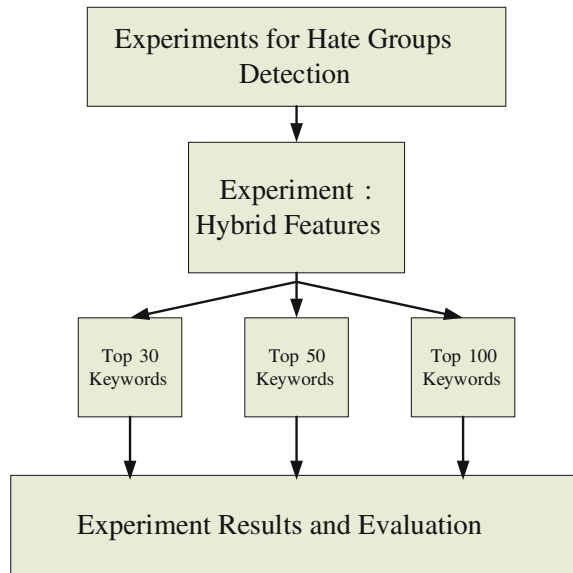 Experiments for Hate Groups
Detection
Experiment :
Hybrid Features
Top 30
Keywords
Top 50
Keywords
Top 100
Keywords
Experiment Results and Evaluation